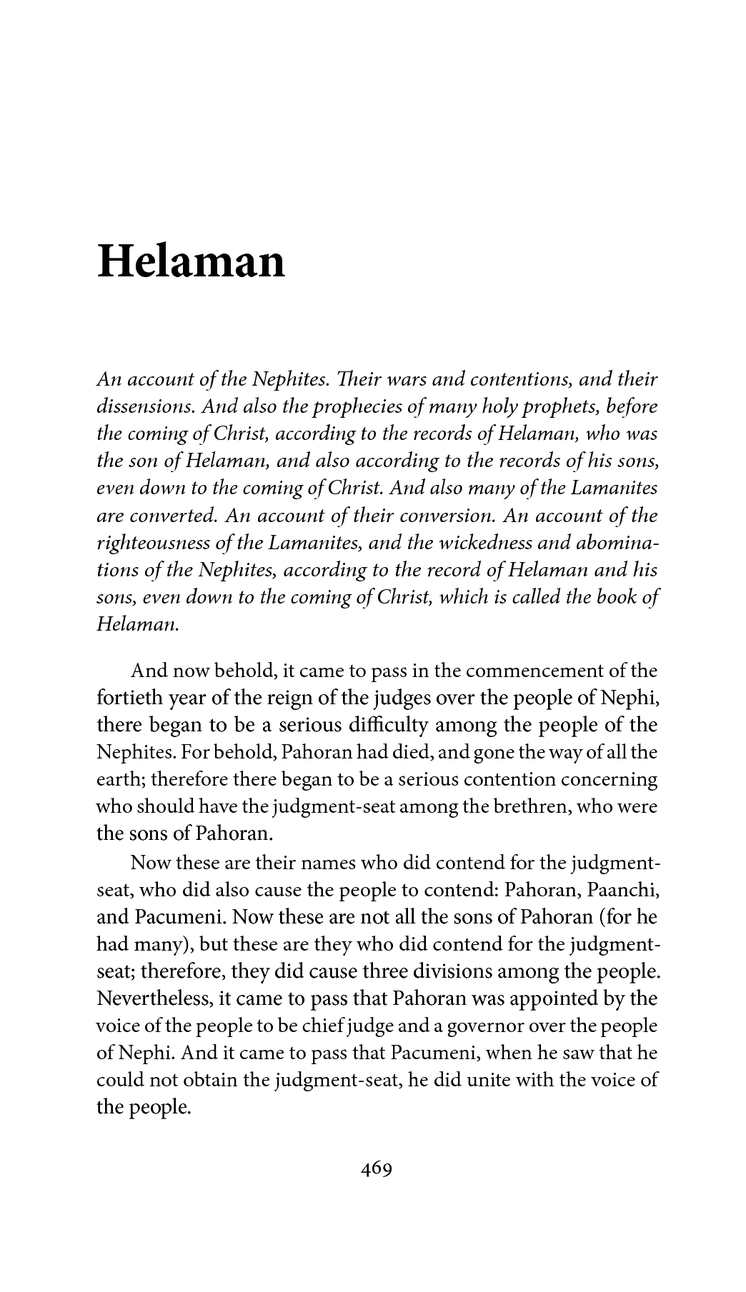 Helaman
An account of the Nephites. Their wars and contentions, and their
dissensions. And also the prophecies of many holy prophets, before
the coming of Christ, according to the records of Helaman, who was
the son of Helaman, and also according to the records of his sons,
even down to the coming of Christ. And also many of the Lamanites
are converted. An account of their conversion. An account of the
righteousness of the Lamanites, and the wickedness and abomina-
tions of the Nephites, according to the record of Helaman and his
sons, even down to the coming of Christ, which is called the book of
Helaman.
And now behold, it came to pass in the commencement of the
fortieth year of the reign of the judges over the people of Nephi,
there began to be a serious difficulty among the people of the
Nephites. For behold, Pahoran had died, and gone the way of all the
earth; therefore there began to be a serious contention concerning
who should have the judgment-seat among the brethren, who were
the sons of Pahoran.
Now these are their names who did contend for the judgment-
seat, who did also cause the people to contend: Pahoran, Paanchi,
and Pacumeni. Now these are not all the sons of Pahoran (for he
had many), but these are they who did contend for the judgment-
seat; therefore, they did cause three divisions among the people.
Nevertheless, it came to pass that Pahoran was appointed by the
voice of the people to be chief judge and a governor over the people
of Nephi. And it came to pass that Pacumeni, when he saw that he
could not obtain the judgment-seat, he did unite with the voice of
the people.
469